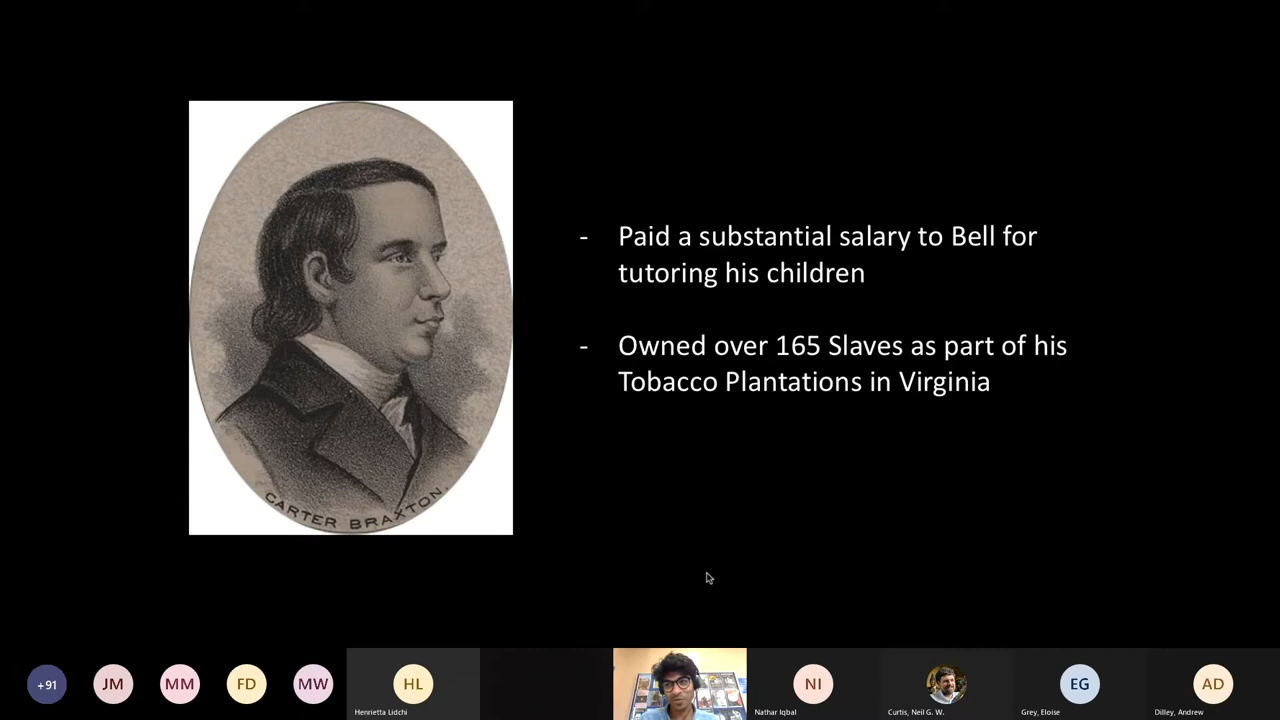 - Paid a substantial salary to Bell for
tutoring his children
- Owned over 165 Slaves as part of his
Tobacco Plantations in Virginia
CARTER BRAXTON.
+91
JM
MM
FD
MW
HL
Henrietta Lidchi
NI
Nathar Iqbal
Curtis, Neil G. W.
EG
Grey, Eloise
AD
Dilley, Andrew